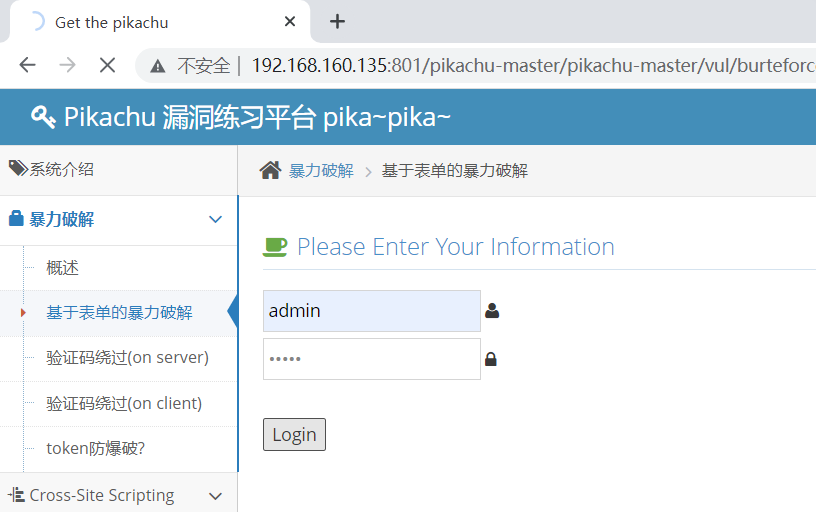 Get the pikachu
不安全 | 192.168.160.135:801/pikachu-master/pikachu-master/vul/burteforc
Pikachu 漏洞练习平台 pika~pika~
系统介绍
暴力破解
概述
基于表单的暴力破解
验证码绕过(on server)
验证码绕过(on client)
token防爆破?
Cross-Site Scripting
暴力破解 > 基于表单的暴力破解
Please Enter Your Information
admin
•••••
Login